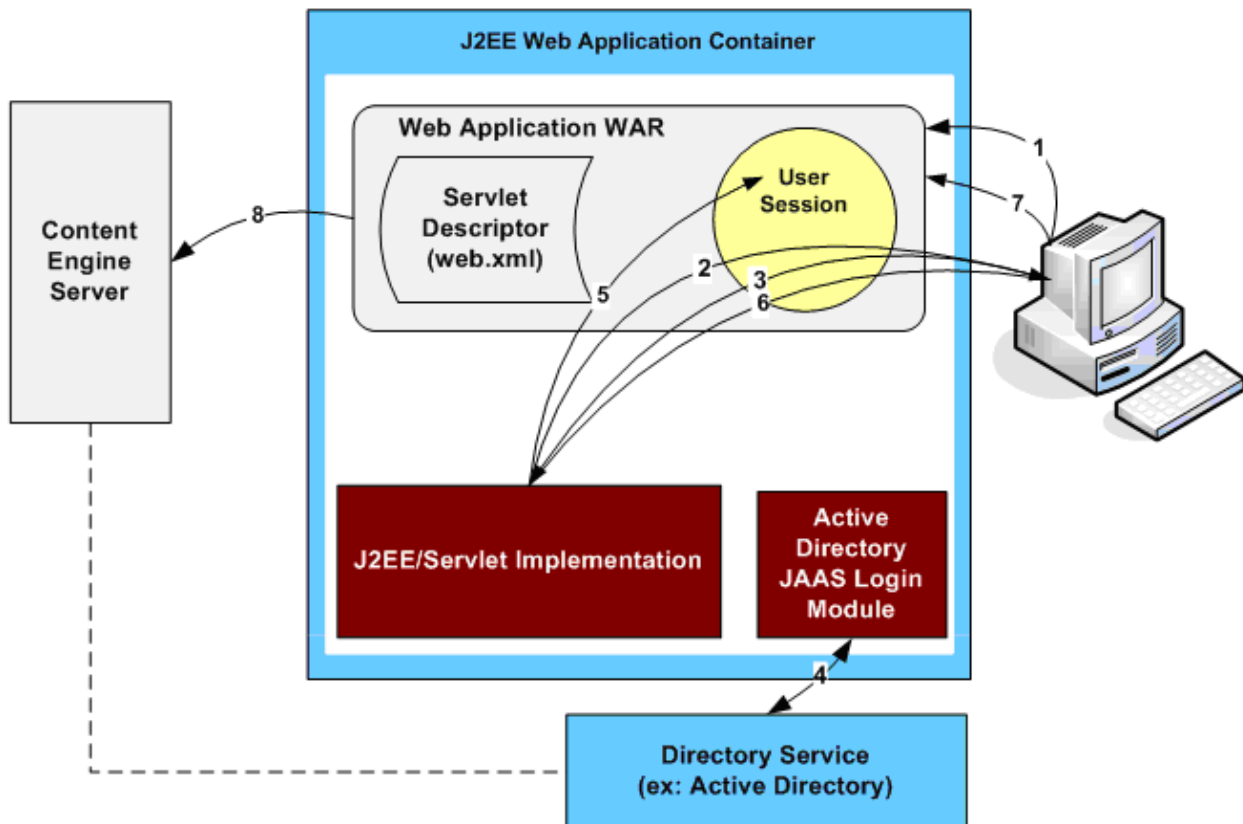 J2EE Web Application Container
Web Application WAR
Servlet
Descriptor
(web.xml)
User
Session
Content
Engine
Server
1
7
8
2
3
5
6
J2EE/Servlet Implementation
Active
Directory
JAAS Login
Module
4
Directory Service
(ex: Active Directory)